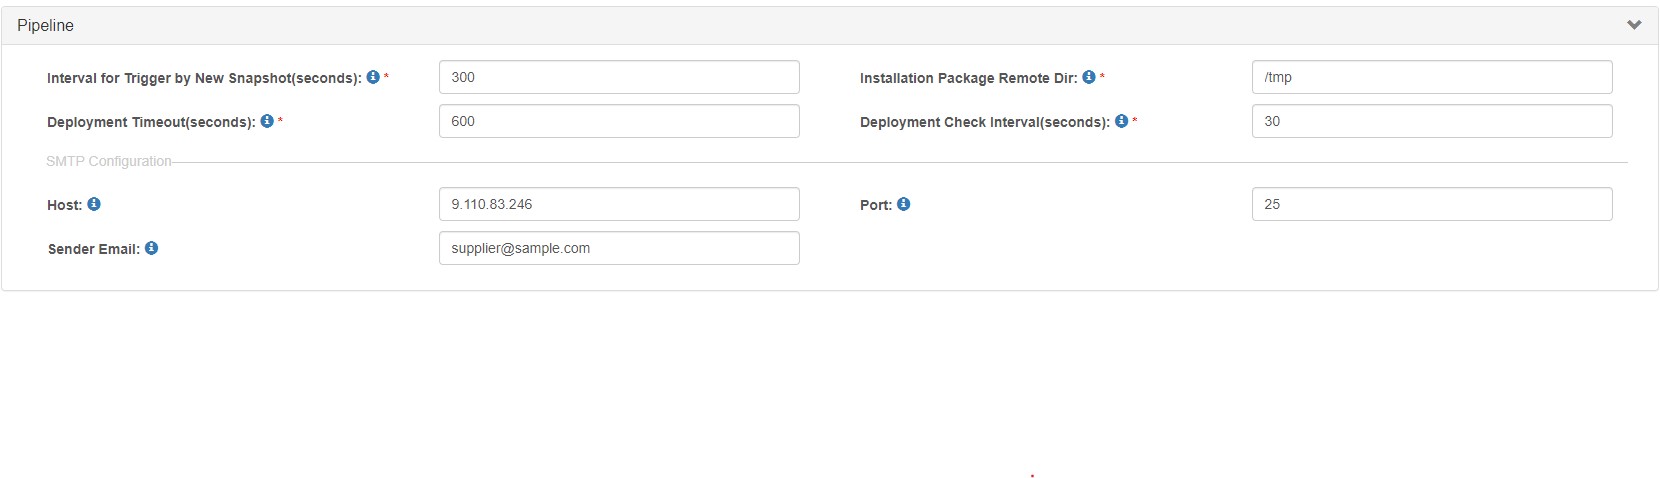 Pipeline
Interval for Trigger by New Snapshot(seconds): * 300 Installation Package Remote Dir: * /tmp
Deployment Timeout(seconds): * 600 Deployment Check Interval(seconds): * 30
SMTP Configuration
Host: 9.110.83.246 Port: 25
Sender Email: supplier@sample.com